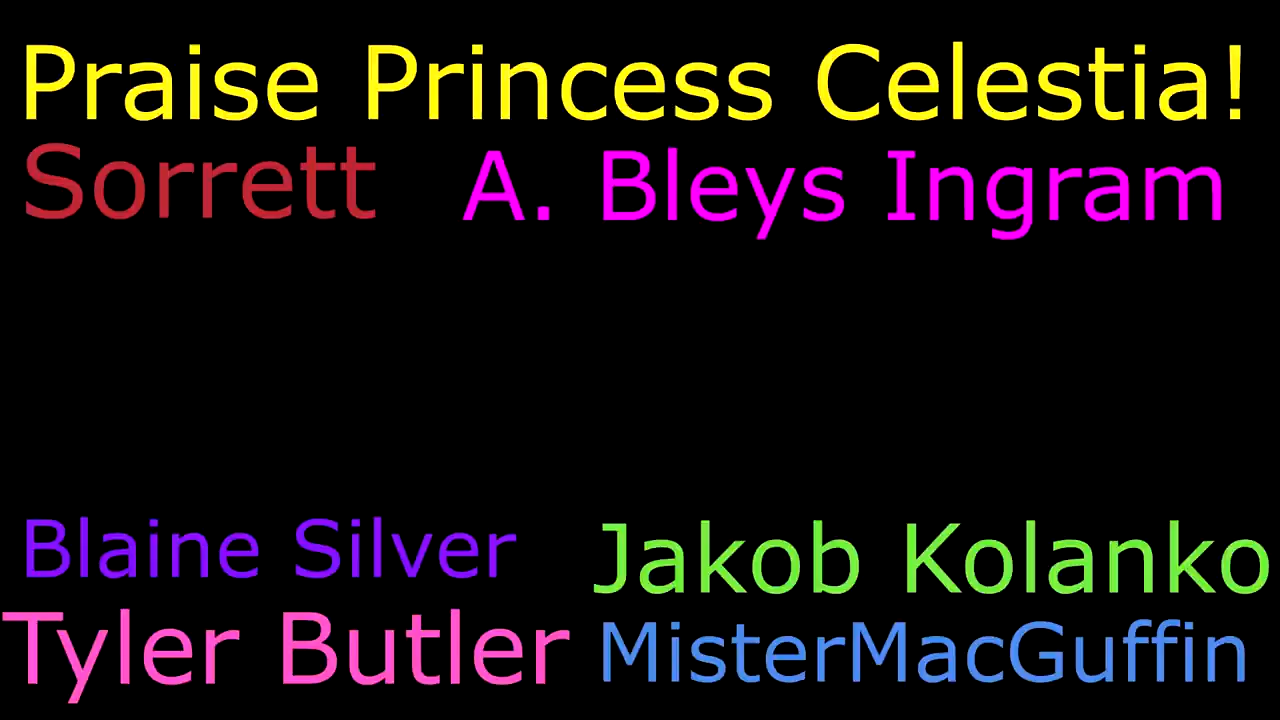 Praise Princess Celestia!
Sorrett A. Bleys Ingram
Blaine Silver Jakob Kolanko
Tyler Butler MisterMacGuffin